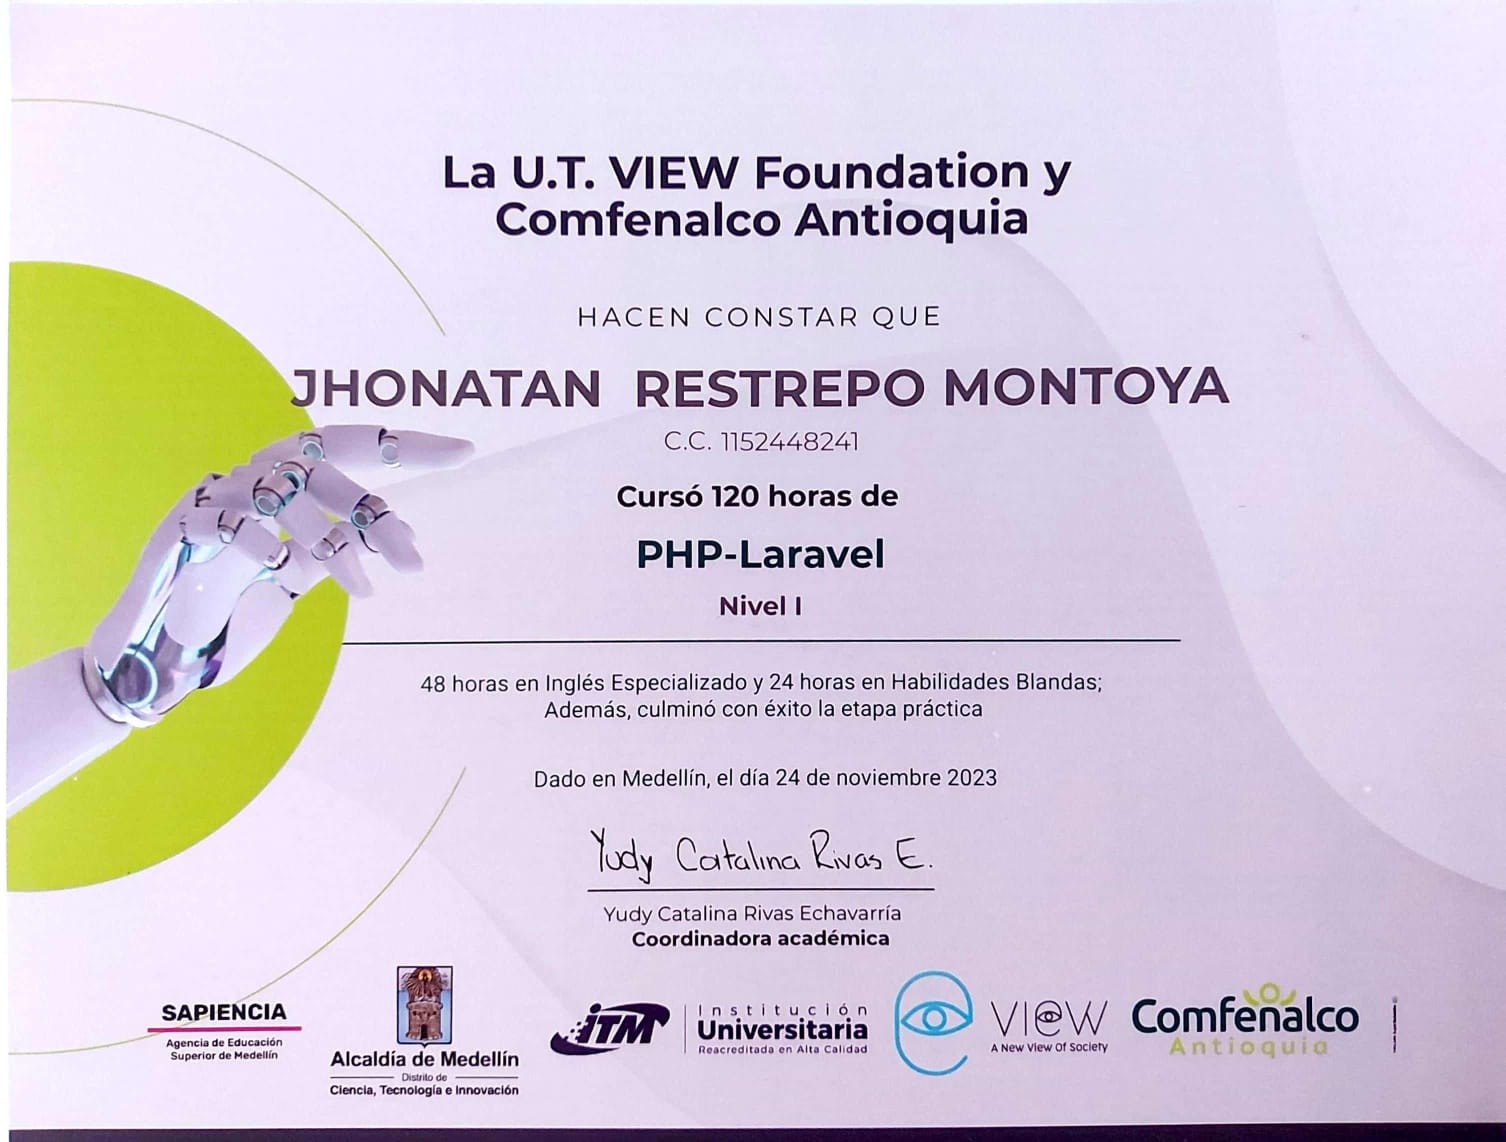 La U.T. VIEW Foundation y
Comfenalco Antioquia
HACEN CONSTAR QUE
JHONATAN RESTREPO MONTOYA
C.C. 1152448241
Cursó 120 horas de
PHP-Laravel
Nivel I
48 horas en Inglés Especializado y 24 horas en Habilidades Blandas;
Además, culminó con éxito la etapa práctica
Dado en Medellín, el día 24 de noviembre 2023
Yudy Catalina Rivas E.
Yudy Catalina Rivas Echavarría
Coordinadora académica
SAPIENCIA
Agencia de Educación
Superior de Medellín
Alcaldía de Medellín
Distrito de
Ciencia, Tecnología e Innovación
iTM
Institución
Universitaria
Reacreditada en Alta Calidad
VIEW
A New View Of Society
Comfenalco
Antioquia